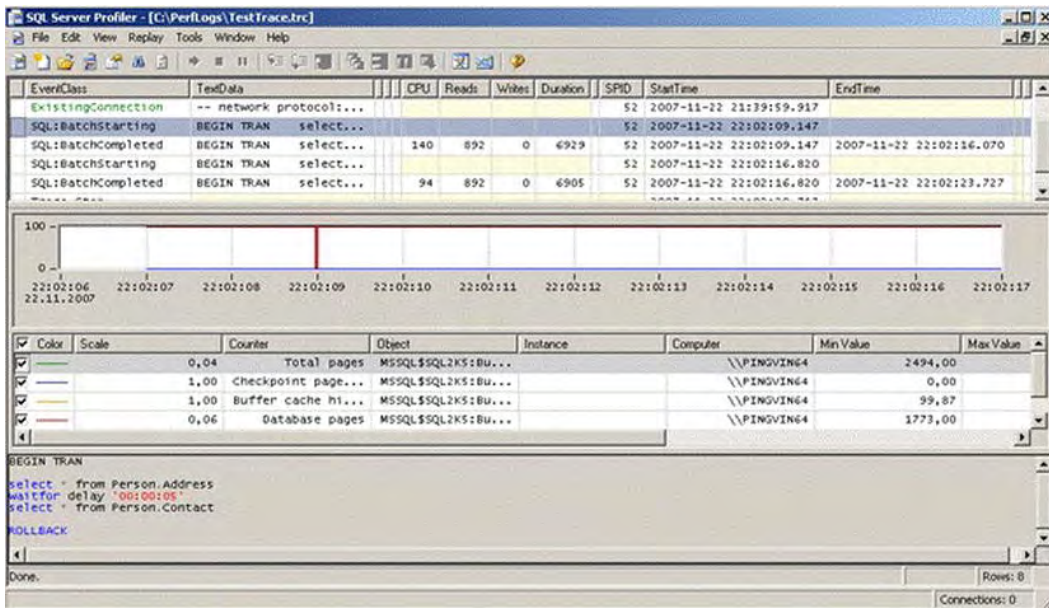 SQL Server Profiler - [C:\PerfLogs\TestTrace.trc]
File Edit View Replay Tools Window Help
EventClass TextData CPU Reads Writes Duration SPID StartTime EndTime
ExistingConnection -- network protocol:... 52 2007-11-22 21:39:59.917
SQL:BatchStarting BEGIN TRAN select... 52 2007-11-22 22:02:09.147
SQL:BatchCompleted BEGIN TRAN select... 140 892 0 6929 52 2007-11-22 22:02:09.147 2007-11-22 22:02:16.070
SQL:BatchStarting BEGIN TRAN select... 52 2007-11-22 22:02:16.820
SQL:BatchCompleted BEGIN TRAN select... 94 892 0 6905 52 2007-11-22 22:02:16.820 2007-11-22 22:02:23.727
100
0
22:02:06 22:02:07 22:02:08 22:02:09 22:02:10 22:02:11 22:02:12 22:02:13 22:02:14 22:02:15 22:02:16 22:02:17
22.11.2007
Color Scale Counter Object Instance Computer Min Value Max Value
0,04 Total pages MSSQL$SQL2K5:Bu... \\PINGVIN64 2494,00
1,00 Checkpoint page... MSSQL$SQL2K5:Bu... \\PINGVIN64 0,00
1,00 Buffer cache hi... MSSQL$SQL2K5:Bu... \\PINGVIN64 99,87
0,06 Database pages MSSQL$SQL2K5:Bu... \\PINGVIN64 1773,00
BEGIN TRAN
select * from Person.Address
waitfor delay '00:00:05'
select * from Person.Contact
ROLLBACK
Done.
Rows: 8
Connections: 0